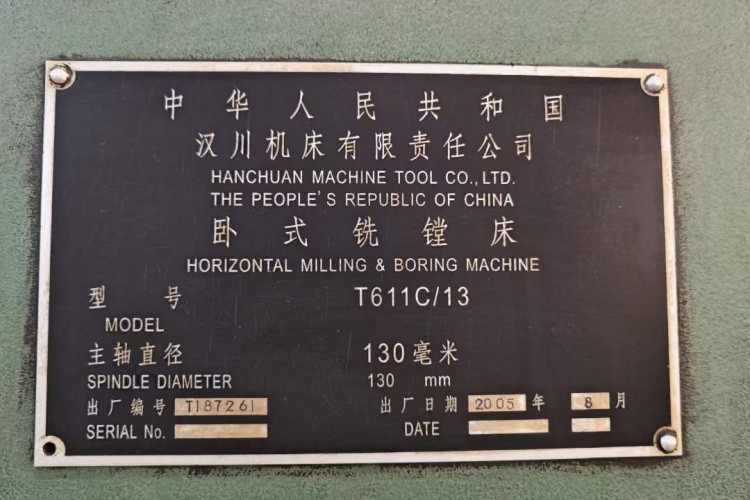 中华人民共和国
汉川机床有限责任公司
HANCHUAN MACHINE TOOL CO.,LTD.
THE PEOPLE'S REPUBLIC OF CHINA
卧式铣镗床
HORIZONTAL MILLING & BORING MACHINE
型号 T611C/13
MODEL
主轴直径 130毫米
SPINDLE DIAMETER 130 mm
出厂编号 T187261 出厂日期 2005 年 8 月
SERIAL No. DATE